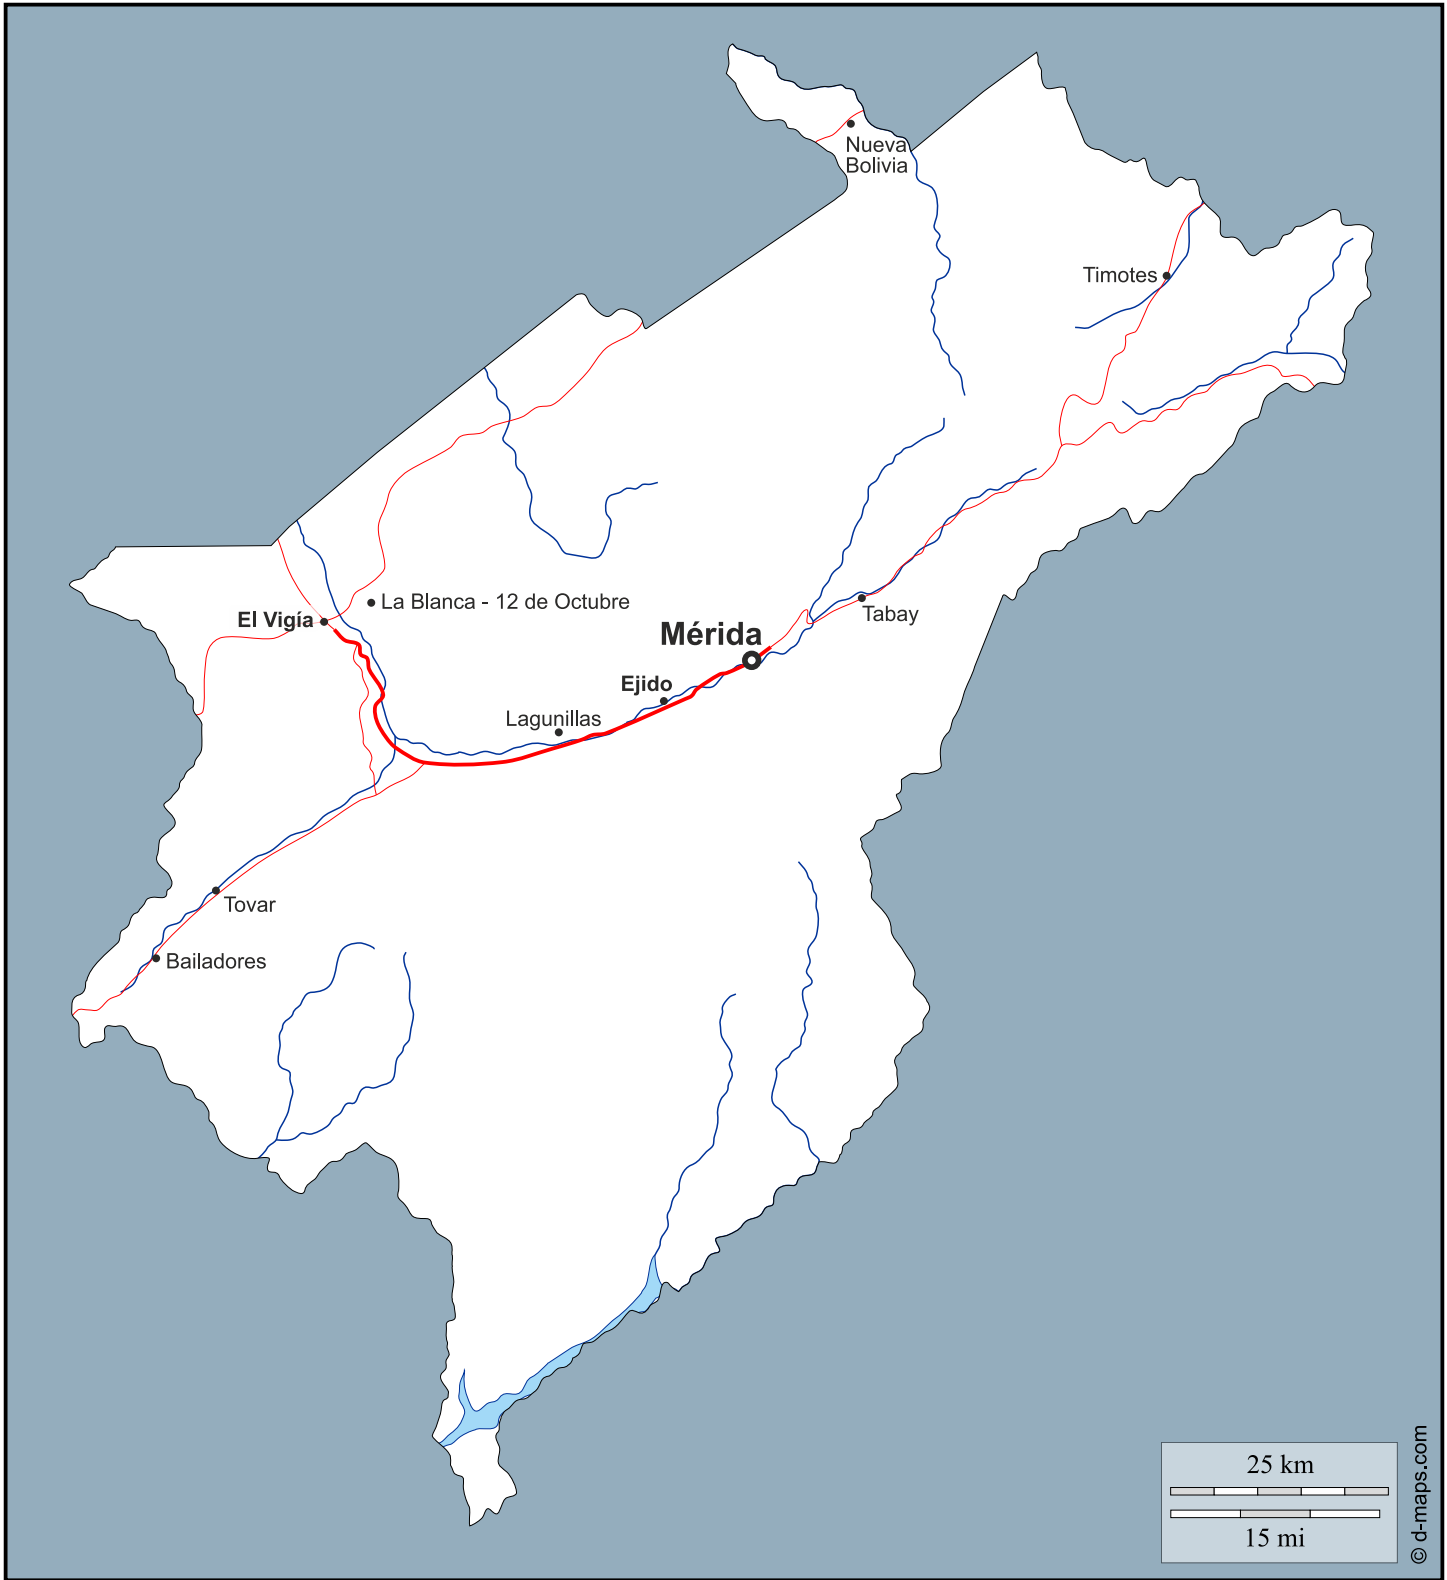 Nueva
Bolivia
Timotes
La Blanca - 12 de Octubre
El Vigía
Tabay
Mérida
Ejido
Lagunillas
Tovar
Bailadores
25 km
15 mi
© d-maps.com